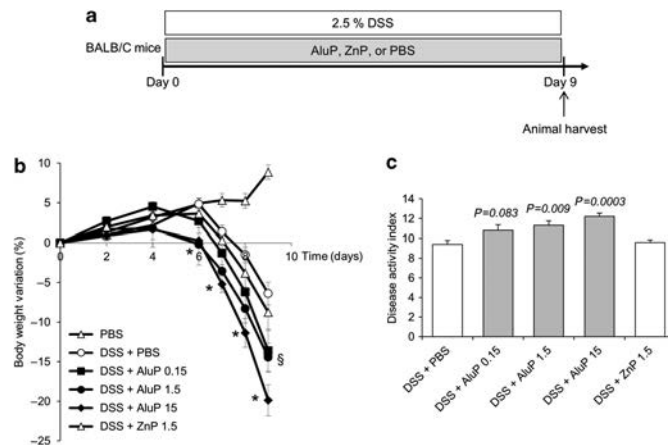 a
2.5 % DSS
BALB/C mice
AluP, ZnP, or PBS
Day 0
Day 9
Animal harvest
b
10
5
0
−5
−10
−15
−20
−25
Body weight variation (%)
0 2 4 6 8 10 Time (days)
*
*
*
*
§
PBS
DSS + PBS
DSS + AluP 0.15
DSS + AluP 1.5
DSS + AluP 15
DSS + ZnP 1.5
c
14
12
10
8
6
4
2
0
Disease activity index
P=0.083
P=0.009
P=0.0003
DSS + PBS
DSS + AluP 0.15
DSS + AluP 1.5
DSS + AluP 15
DSS + ZnP 1.5